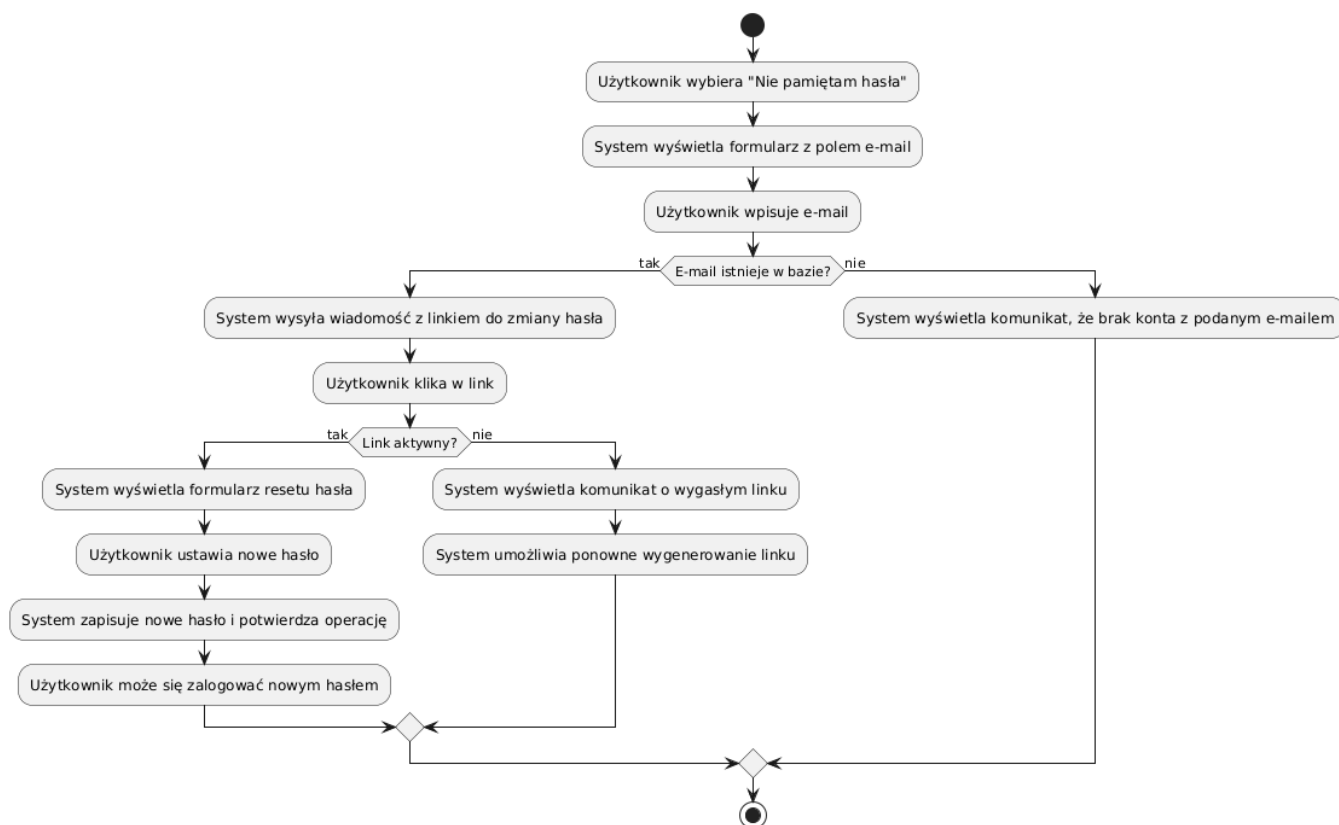 Użytkownik wybiera "Nie pamiętam hasła"
System wyświetla formularz z polem e-mail
Użytkownik wpisuje e-mail
tak
E-mail istnieje w bazie?
nie
System wysyła wiadomość z linkiem do zmiany hasła
System wyświetla komunikat, że brak konta z podanym e-mailem
Użytkownik klika w link
tak
Link aktywny?
nie
System wyświetla formularz resetu hasła
System wyświetla komunikat o wygasłym linku
Użytkownik ustawia nowe hasło
System umożliwia ponowne wygenerowanie linku
System zapisuje nowe hasło i potwierdza operację
Użytkownik może się zalogować nowym hasłem